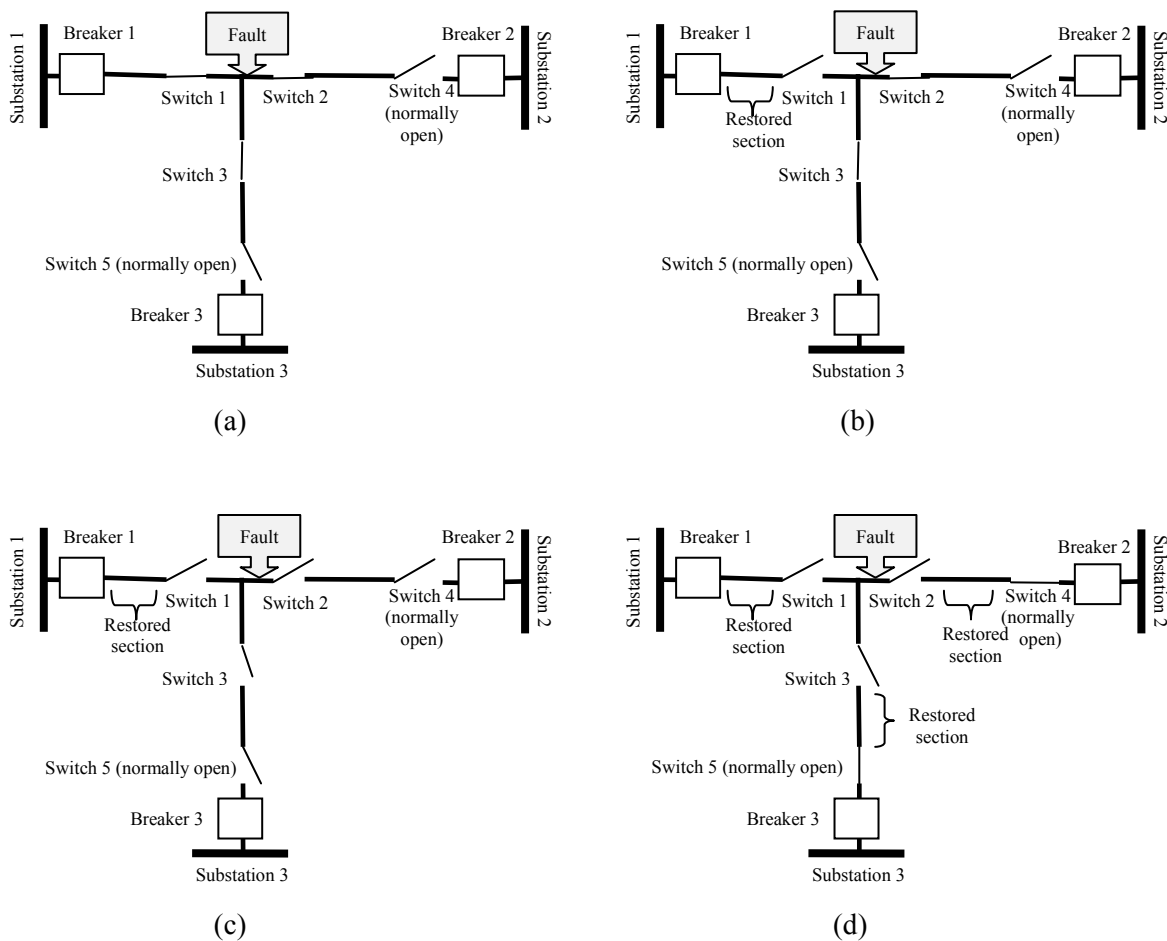 Substation 1
Breaker 1
Fault
Breaker 2
Substation 2
Switch 1
Switch 2
Switch 4
(normally
open)
Switch 3
Switch 5 (normally open)
Breaker 3
Substation 3
(a)
Substation 1
Breaker 1
Fault
Breaker 2
Substation 2
Switch 1
Switch 2
Switch 4
(normally
open)
Restored
section
Switch 3
Switch 5 (normally open)
Breaker 3
Substation 3
(b)
Substation 1
Breaker 1
Fault
Breaker 2
Substation 2
Switch 1
Switch 2
Switch 4
(normally
open)
Restored
section
Switch 3
Switch 5 (normally open)
Breaker 3
Substation 3
(c)
Substation 1
Breaker 1
Fault
Breaker 2
Substation 2
Switch 1
Switch 2
Switch 4
(normally
open)
Restored
section
Restored
section
Switch 3
Restored
section
Switch 5 (normally open)
Breaker 3
Substation 3
(d)